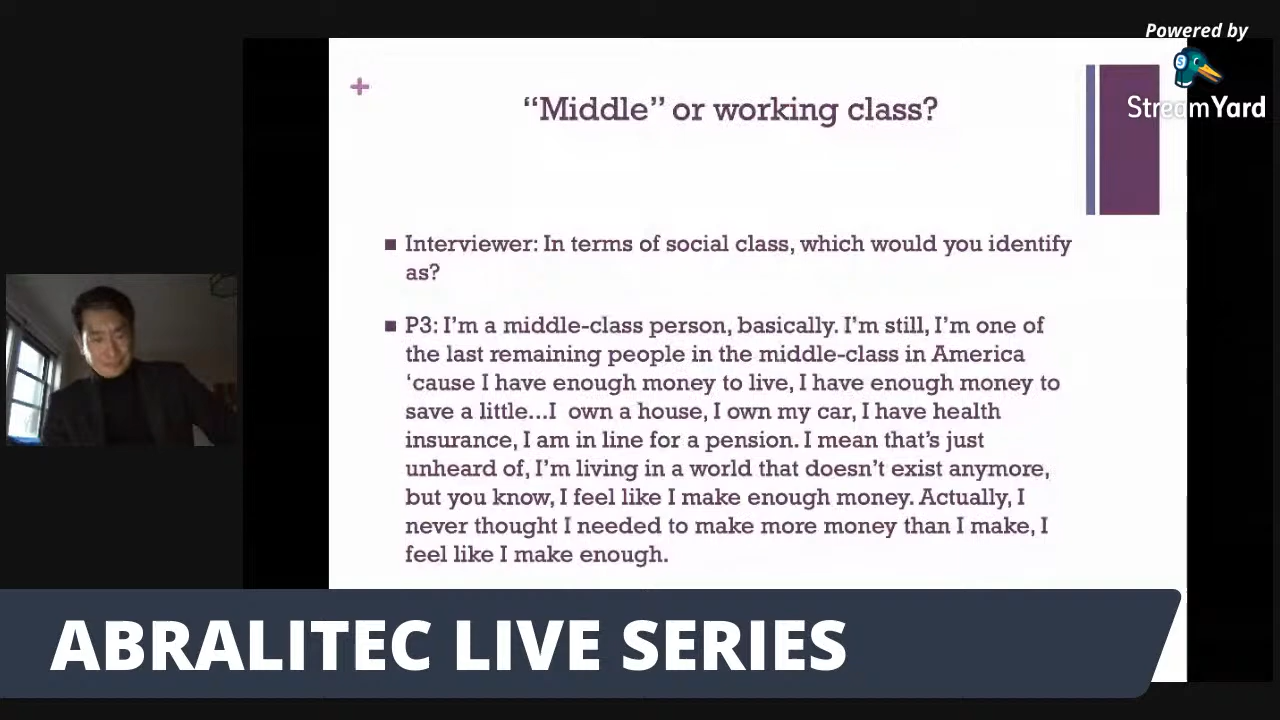 Powered by
StreamYard
+
“Middle” or working class?
■ Interviewer: In terms of social class, which would you identify
as?
■ P3: I’m a middle-class person, basically. I’m still, I’m one of
the last remaining people in the middle-class in America
‘cause I have enough money to live, I have enough money to
save a little…I own a house, I own my car, I have health
insurance, I am in line for a pension. I mean that’s just
unheard of, I’m living in a world that doesn’t exist anymore,
but you know, I feel like I make enough money. Actually, I
never thought I needed to make more money than I make, I
feel like I make enough.
ABRALITEC LIVE SERIES